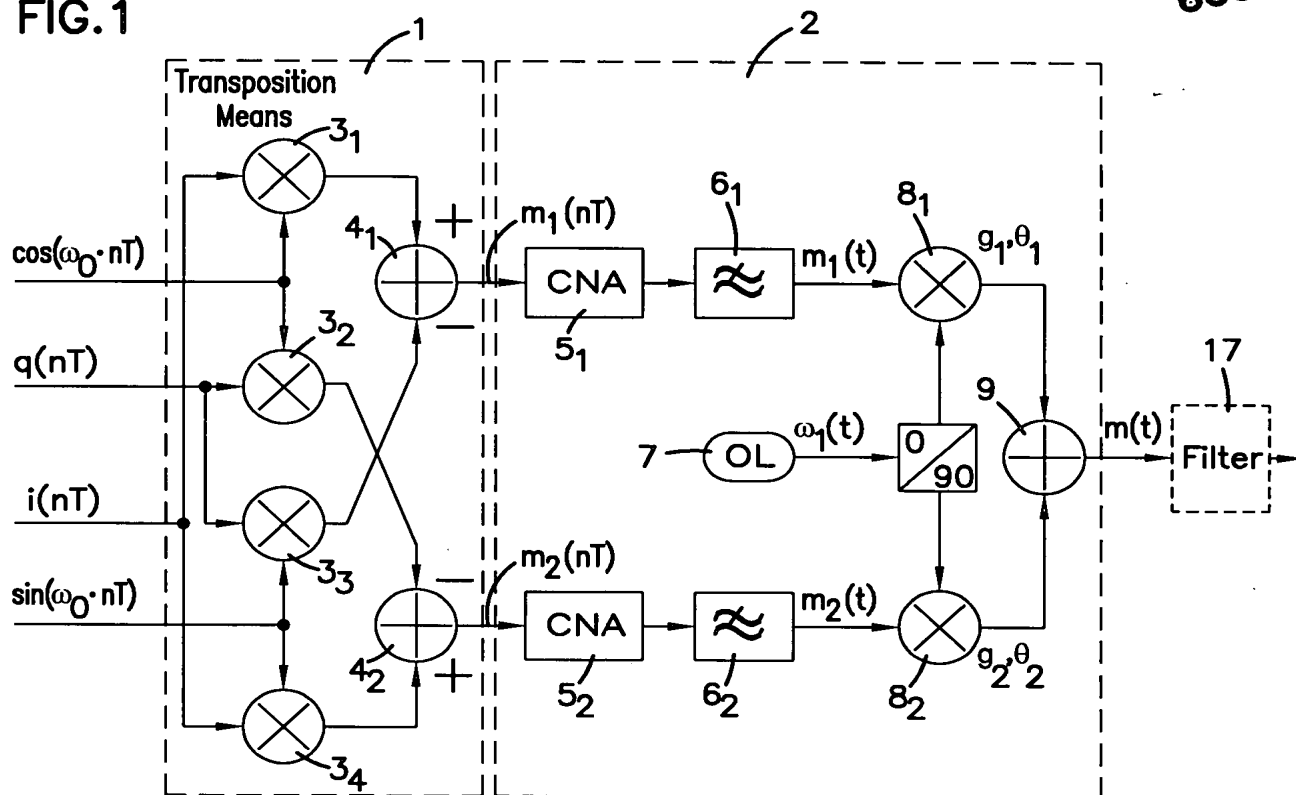 FIG. 1
1
2
Transposition
Means
3₁
cos(ω₀· nT)
4₁
+
−
m₁(nT)
CNA
5₁
6₁
m₁(t)
8₁
g₁,θ₁
3₂
q(nT)
7
OL
ω₁(t)
0
90
9
m(t)
17
Filter
i(nT)
3₃
sin(ω₀· nT)
4₂
−
+
m₂(nT)
CNA
5₂
6₂
m₂(t)
8₂
g₂,θ₂
3₄